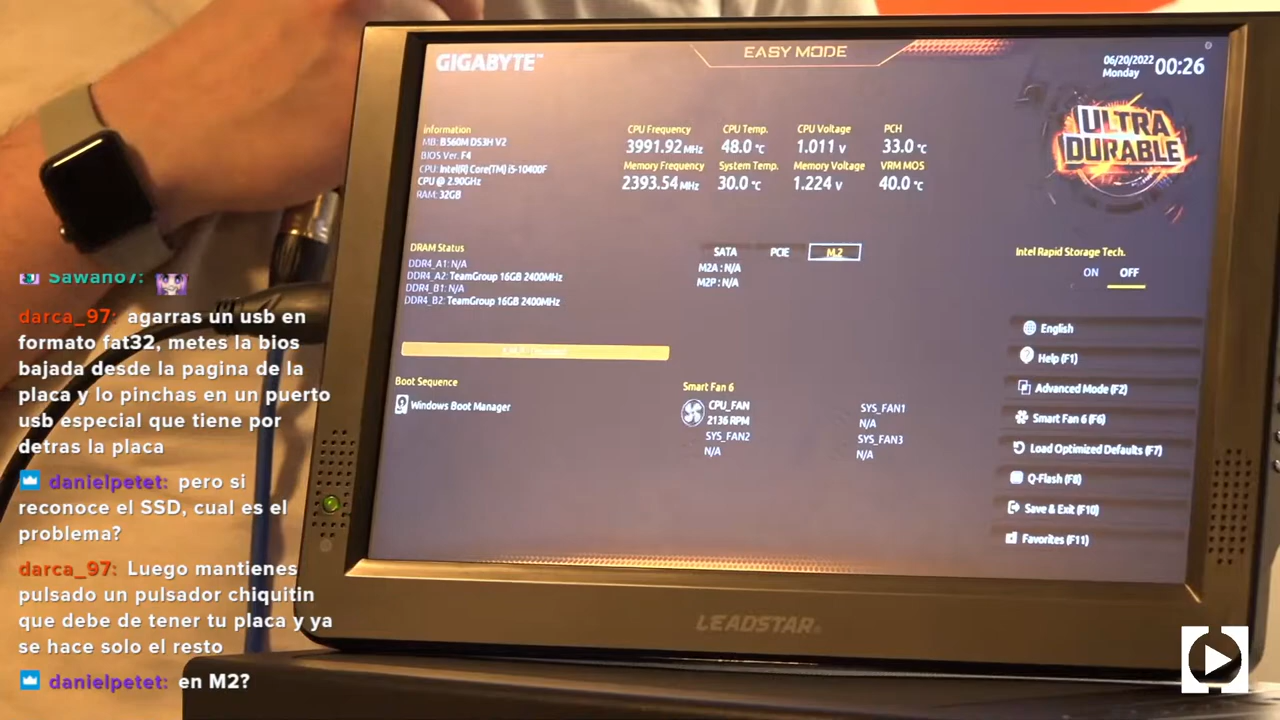 GIGABYTE™
EASY MODE
06/20/2022
Monday
00:26
ULTRA
DURABLE
Information
MB: B560M DS3H V2
BIOS Ver. F4
CPU: Intel(R) Core(TM) i5-10400F
CPU @ 2.90GHz
RAM: 32GB
CPU Frequency
3991.92 MHz
CPU Temp.
48.0 °C
CPU Voltage
1.011 V
PCH
33.0 °C
Memory Frequency
2393.54 MHz
System Temp.
30.0 °C
Memory Voltage
1.224 V
VRM MOS
40.0 °C
DRAM Status
DDR4_A1: N/A
DDR4_A2: TeamGroup 16GB 2400MHz
DDR4_B1: N/A
DDR4_B2: TeamGroup 16GB 2400MHz
SATA PCIE M.2
M2A : N/A
M2P : N/A
Intel Rapid Storage Tech.
ON OFF
Boot Sequence
Windows Boot Manager
Smart Fan 6
CPU_FAN
2136 RPM
SYS_FAN1
N/A
SYS_FAN2
N/A
SYS_FAN3
N/A
English
Help (F1)
Advanced Mode (F2)
Smart Fan 6 (F6)
Load Optimized Defaults (F7)
Q-Flash (F8)
Save & Exit (F10)
Favorites (F11)
LEADSTAR
Sawano7:
darca_97: agarras un usb en
formato fat32, metes la bios
bajada desde la pagina de la
placa y lo pinchas en un puerto
usb especial que tiene por
detras la placa
danielpetet: pero si
reconoce el SSD, cual es el
problema?
darca_97: Luego mantienes
pulsado un pulsador chiquitin
que debe de tener tu placa y ya
se hace solo el resto
danielpetet: en M2?